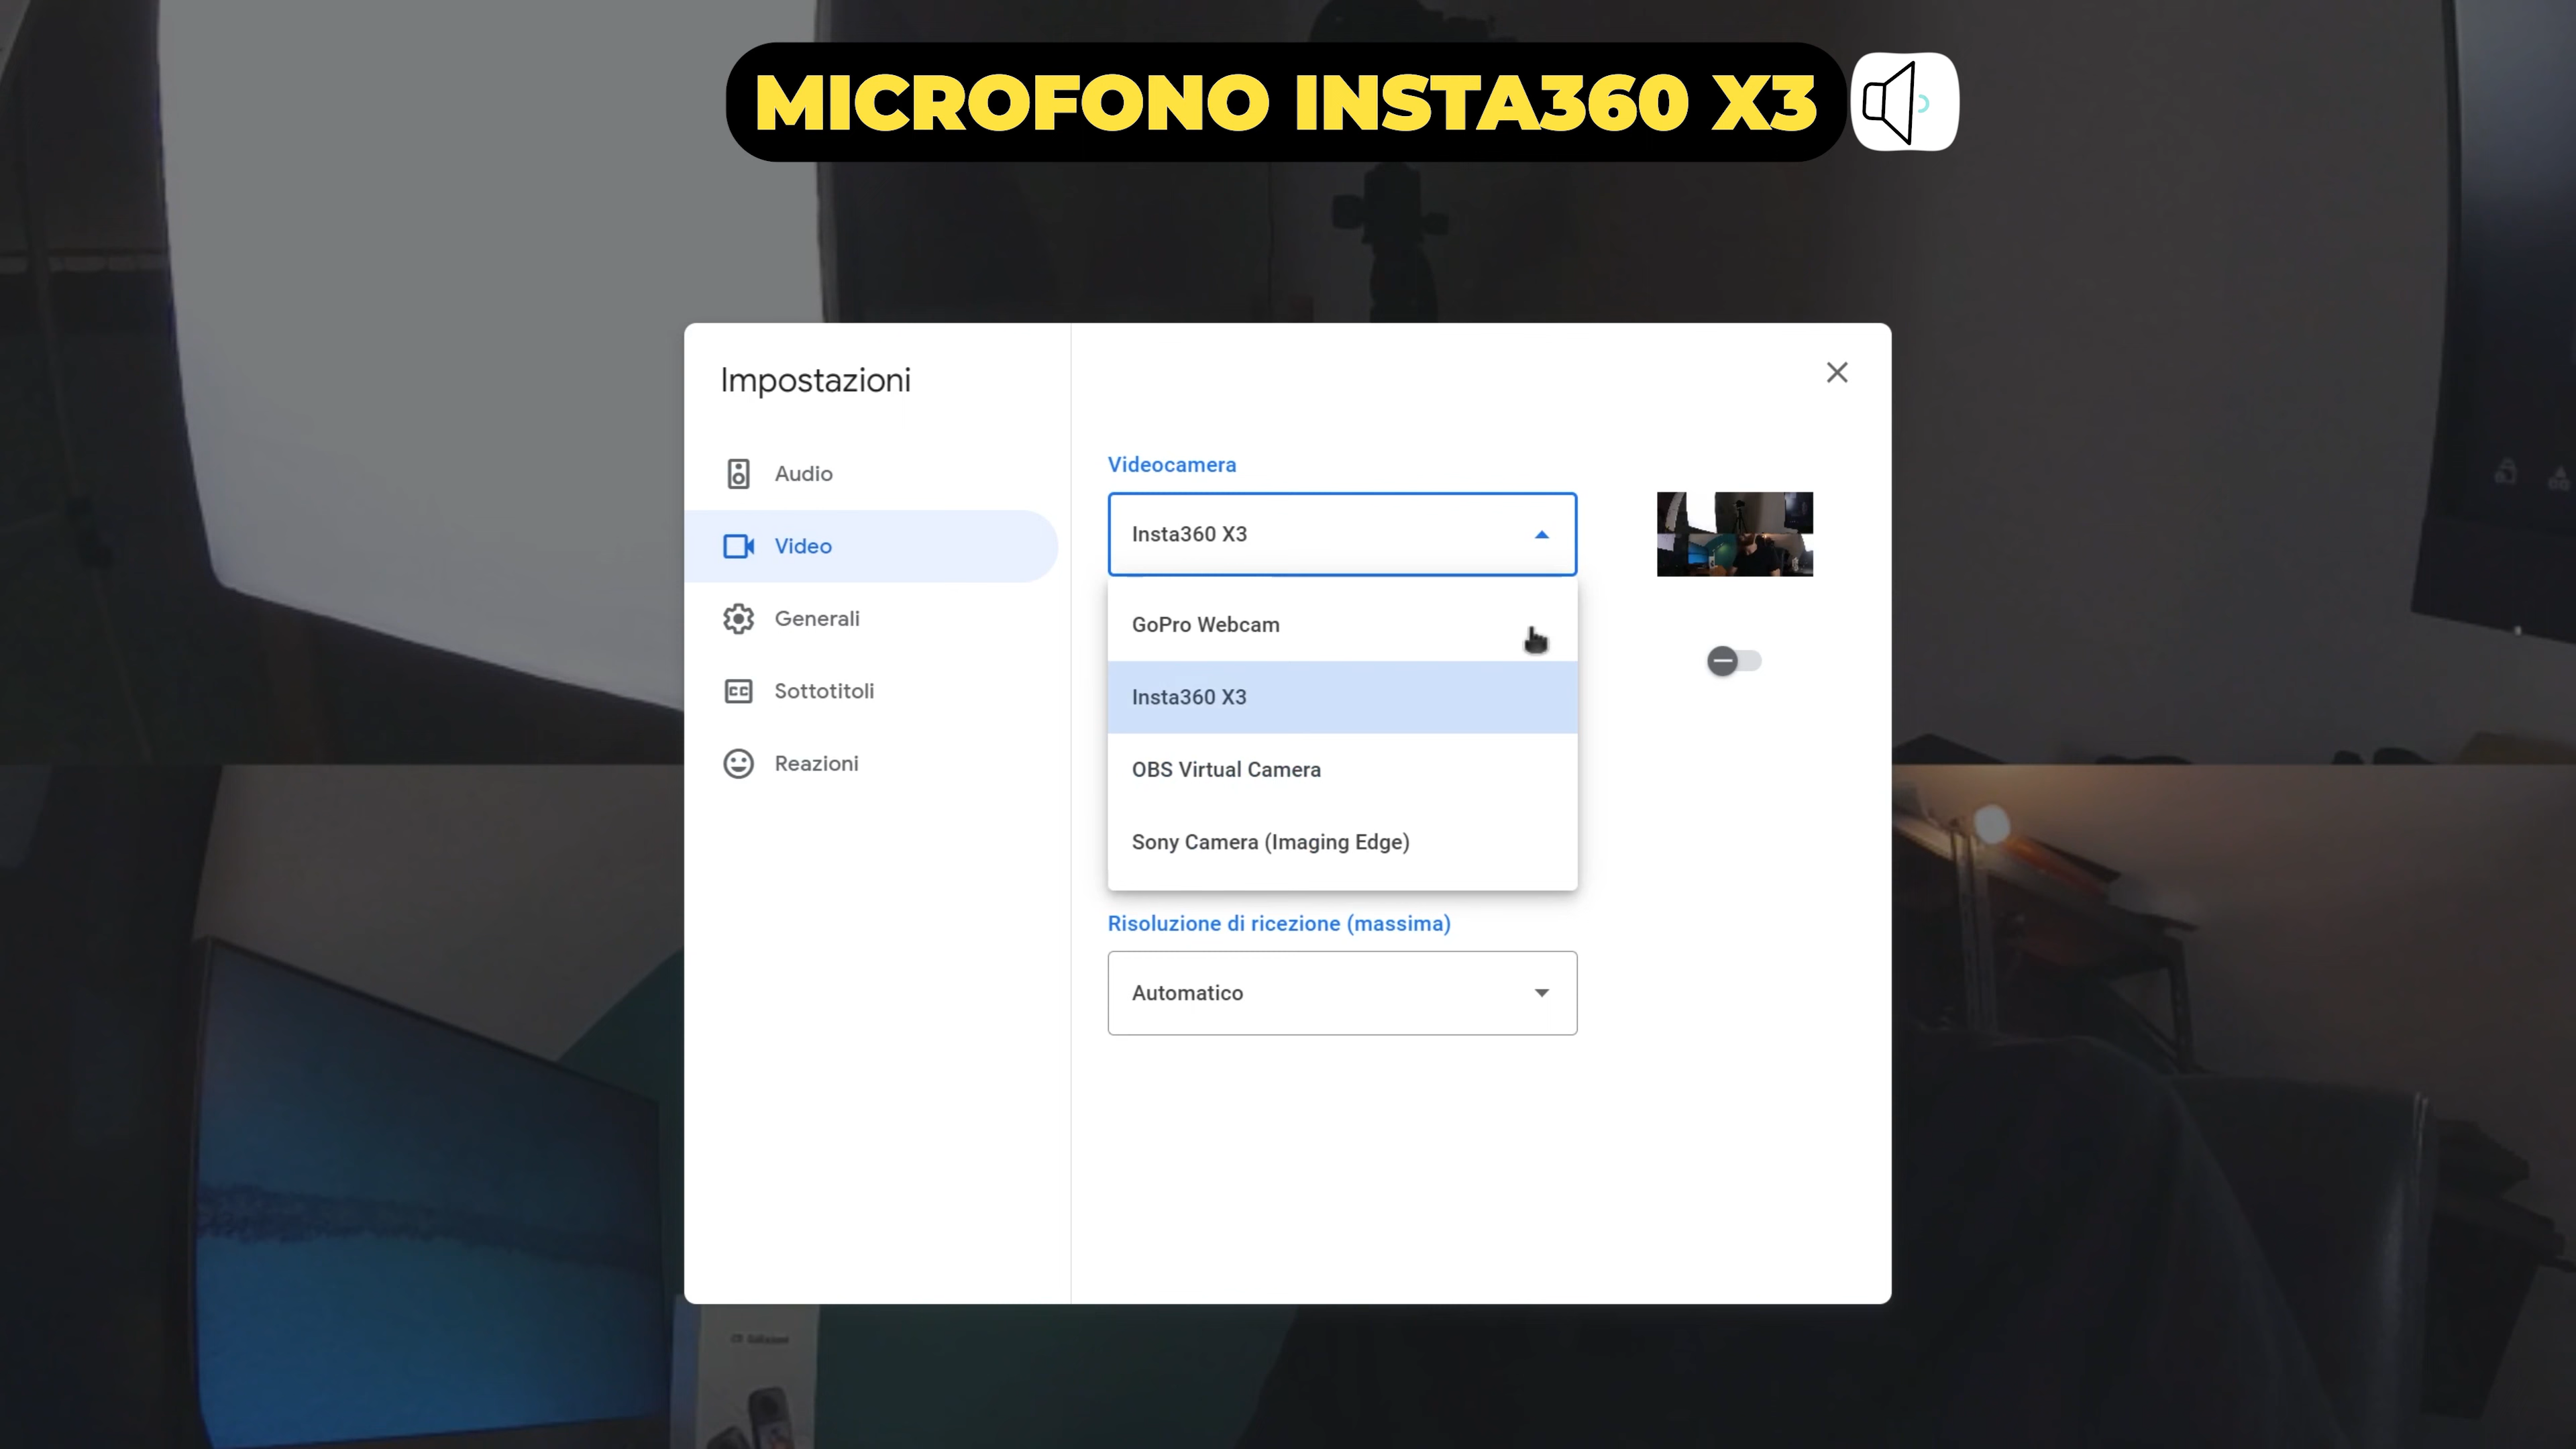 MICROFONO INSTA360 X3
Impostazioni
Audio
Video
Generali
Sottotitoli
Reazioni
Videocamera
Insta360 X3
GoPro Webcam
Insta360 X3
OBS Virtual Camera
Sony Camera (Imaging Edge)
Risoluzione di ricezione (massima)
Automatico